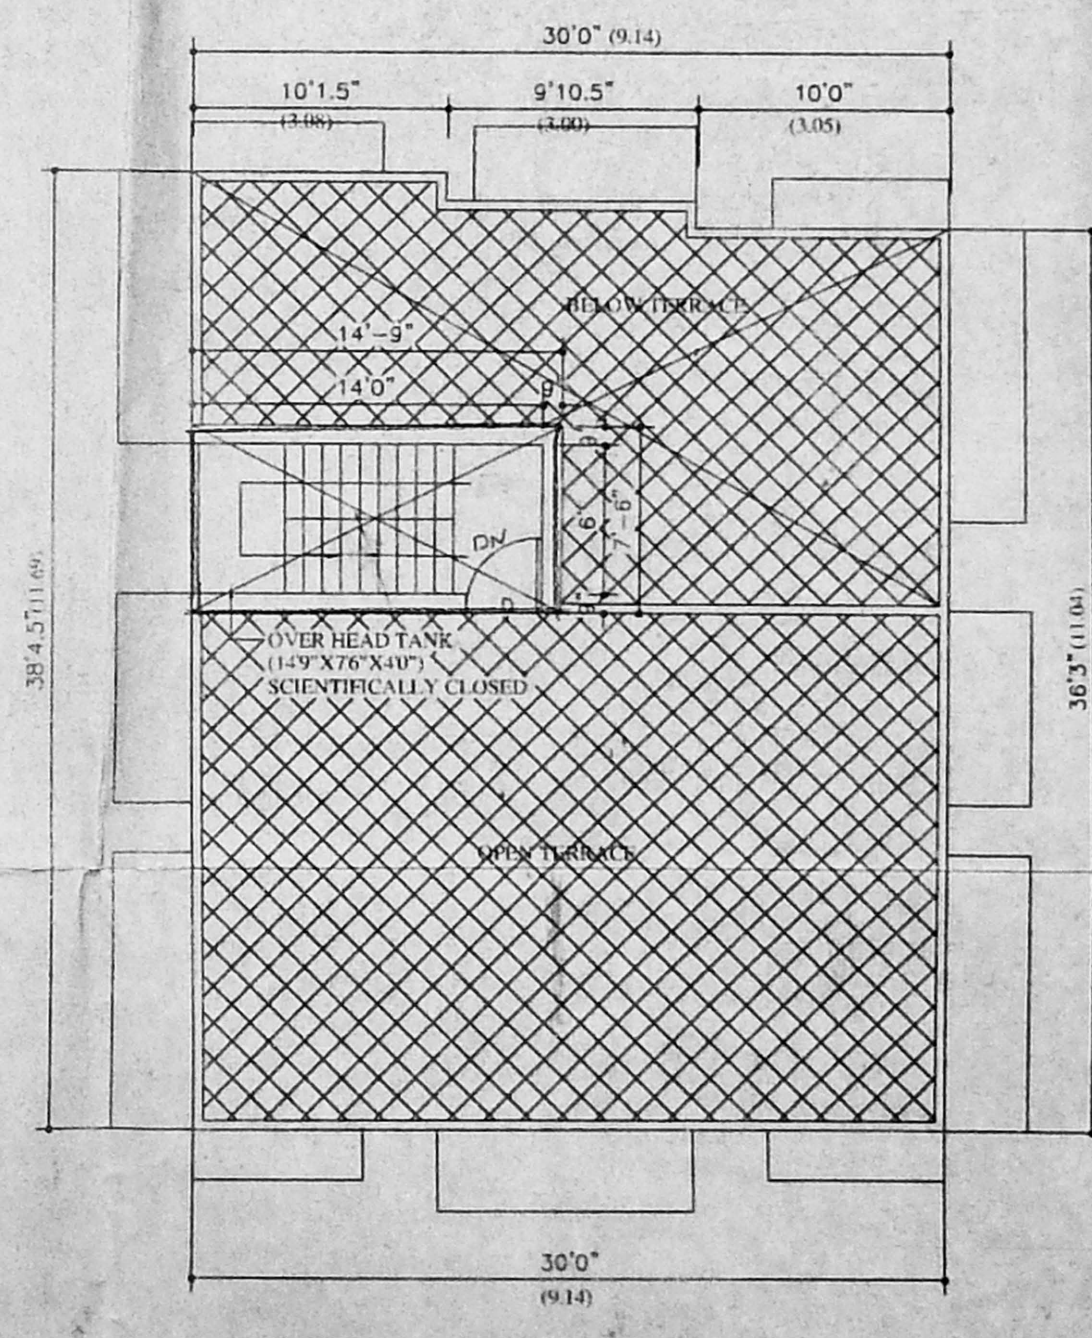 30'0" (9.14)
10'1.5" 9'10.5" 10'0"
(3.08) (3.00) (3.05)
BELOW TERRACE
14'-9"
14'0" 9"
9"
6'
7'-6"
9"
DN
D
OVER HEAD TANK
(14'9"X7'6"X4'0")
SCIENTIFICALLY CLOSED
38'4.5"(11.69)
36'3" (11.04)
OPEN TERRACE
30'0"
(9.14)